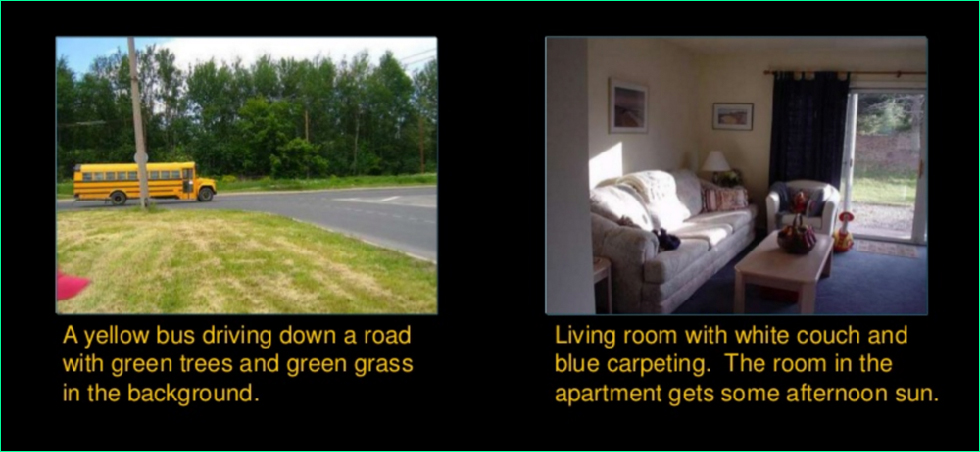 A yellow bus driving down a road
with green trees and green grass
in the background.
Living room with white couch and
blue carpeting. The room in the
apartment gets some afternoon sun.